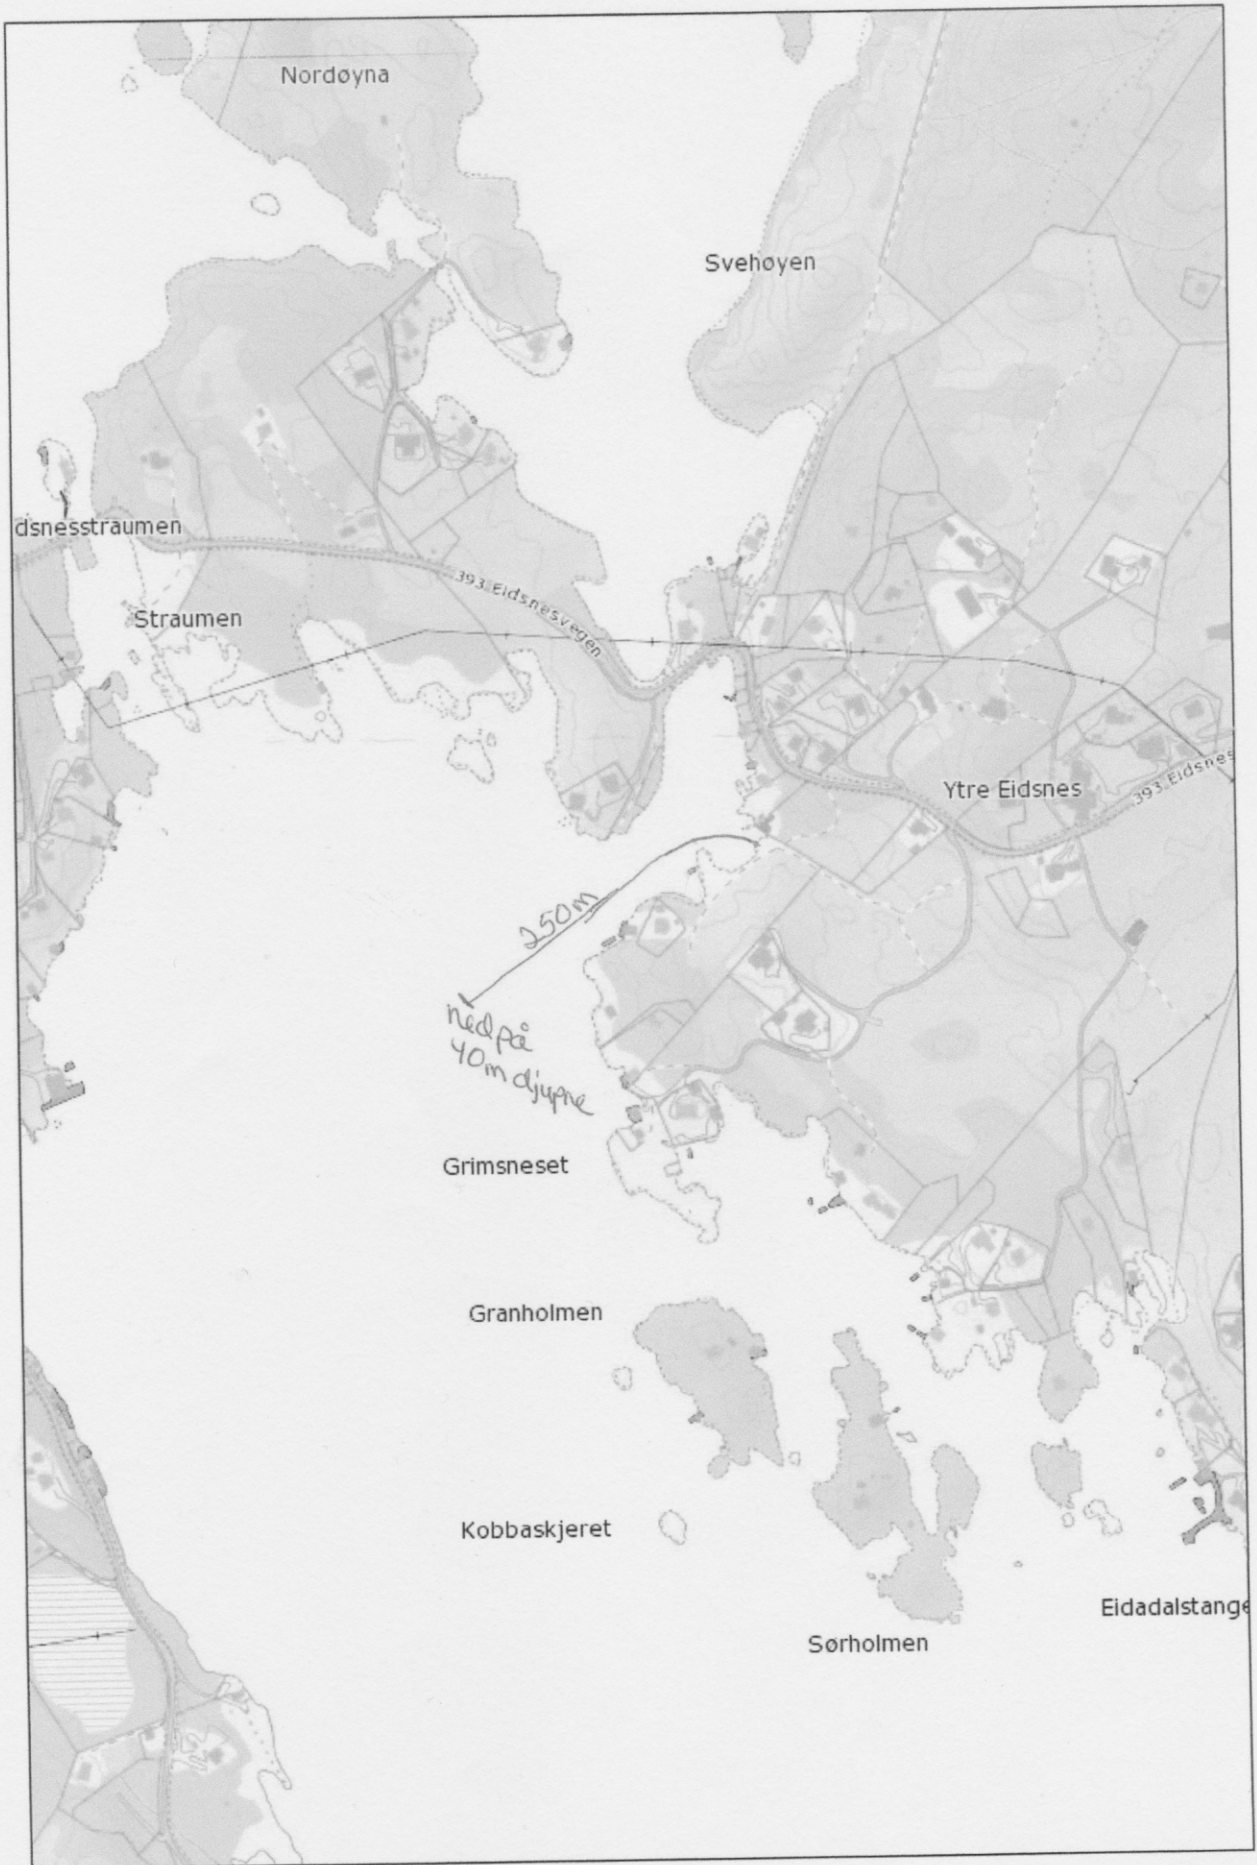 Nordøyna
Svehøyen
dsnesstraumen
Straumen
393 Eidsnesvegen
Ytre Eidsnes
393 Eidsnes
250m
ned på
40m djupne
Grimsneset
Granholmen
Kobbaskjeret
Eidadalstange
Sørholmen